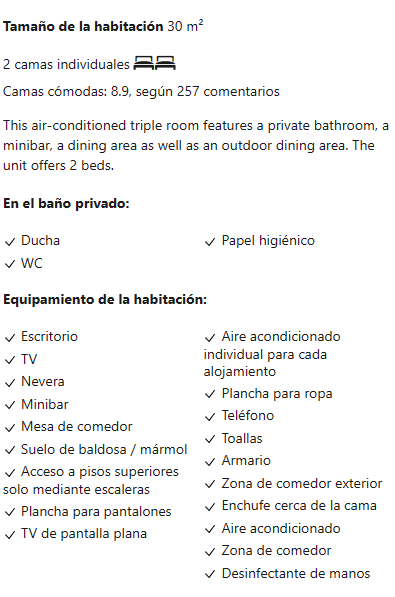 Tamaño de la habitación 30 m²
2 camas individuales
Camas cómodas: 8.9, según 257 comentarios
This air-conditioned triple room features a private bathroom, a
minibar, a dining area as well as an outdoor dining area. The
unit offers 2 beds.
En el baño privado:
Ducha
WC
Papel higiénico
Equipamiento de la habitación:
Escritorio
TV
Nevera
Minibar
Mesa de comedor
Suelo de baldosa / mármol
Acceso a pisos superiores
solo mediante escaleras
Plancha para pantalones
TV de pantalla plana
Aire acondicionado
individual para cada
alojamiento
Plancha para ropa
Teléfono
Toallas
Armario
Zona de comedor exterior
Enchufe cerca de la cama
Aire acondicionado
Zona de comedor
Desinfectante de manos